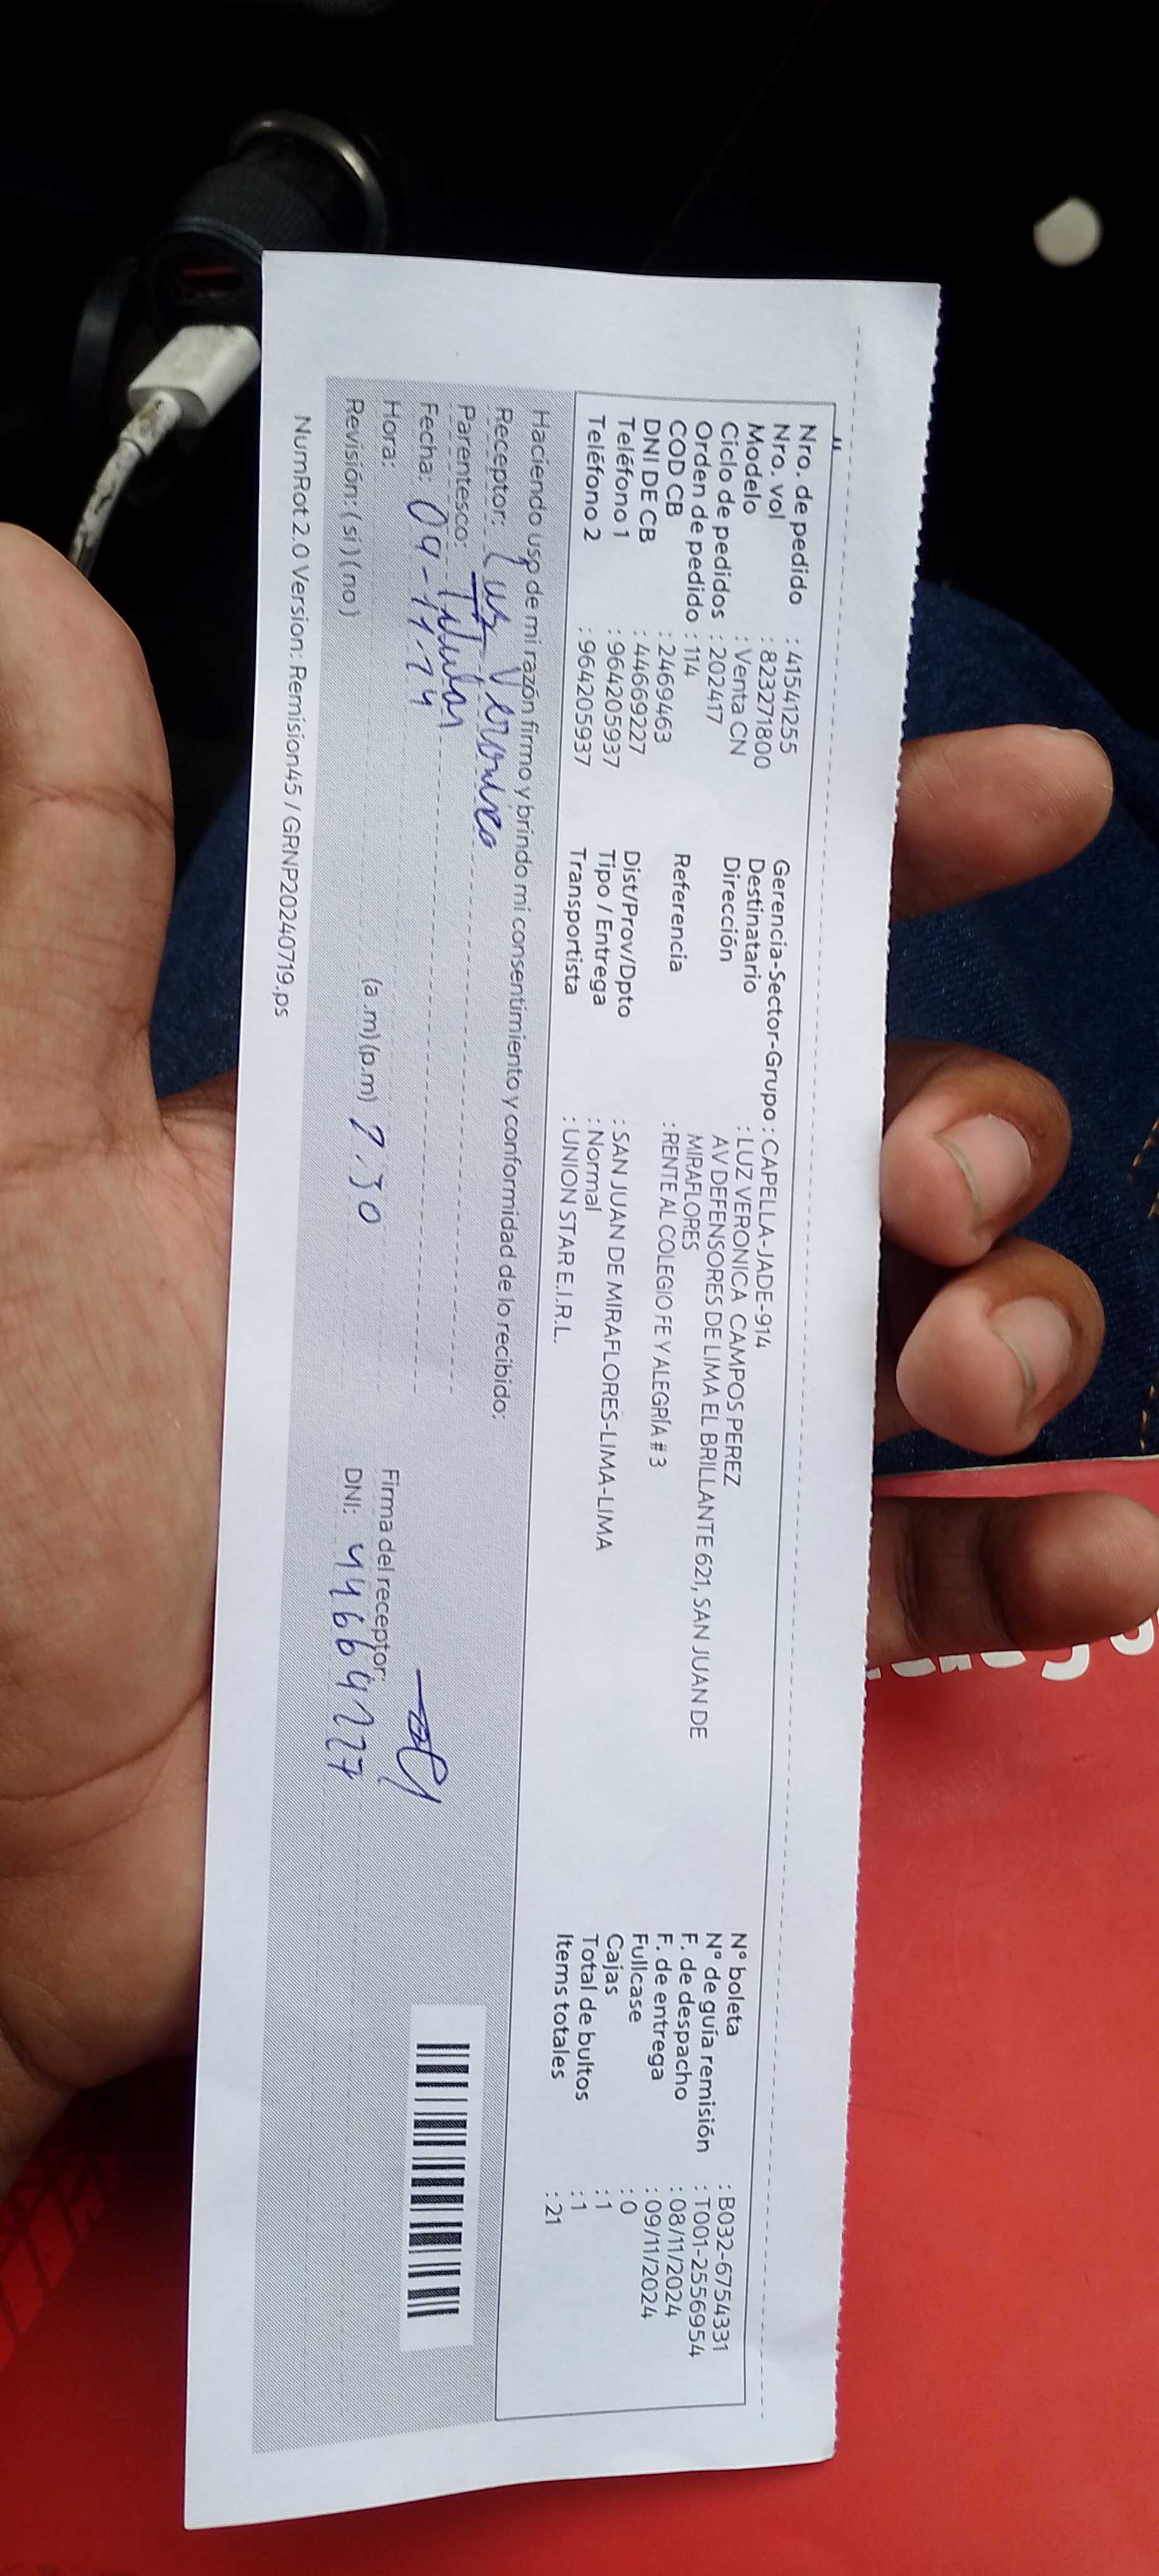 Nro. de pedido : 41541255
Nro. vol : 823271800
Modelo : Venta CN
Ciclo de pedidos : 202417
Orden de pedido : 114
COD CB : 2469463
DNI DE CB : 44669227
Teléfono 1 : 964205937
Teléfono 2 : 964205937
Gerencia-Sector-Grupo : CAPELLA-JADE-914
Destinatario : LUZ VERONICA CAMPOS PEREZ
Dirección AV DEFENSORES DE LIMA EL BRILLANTE 621, SAN JUAN DE
MIRAFLORES
Referencia : RENTE AL COLEGIO FE Y ALEGRÍA # 3
Dist/Prov/Dpto : SAN JUAN DE MIRAFLORES-LIMA-LIMA
Tipo / Entrega : Normal
Transportista : UNION STAR E.I.R.L.
N° boleta : B032-6754331
N° de guía remisión : T001-2556954
F. de despacho : 08/11/2024
F. de entrega : 09/11/2024
Fullcase : 0
Cajas : 1
Total de bultos : 1
Items totales : 21
Haciendo uso de mi razón firmo y brindo mi consentimiento y conformidad de lo recibido:
Receptor: Luz Veronica
Parentesco: Titular
Fecha: 09-11-24
Hora: (a.m) (p.m) 2:30
Revisión: ( si ) ( no )
Firma del receptor:
DNI: 44669227
NumRot 2.0 Version: Remision45 / GRNP20240719.ps